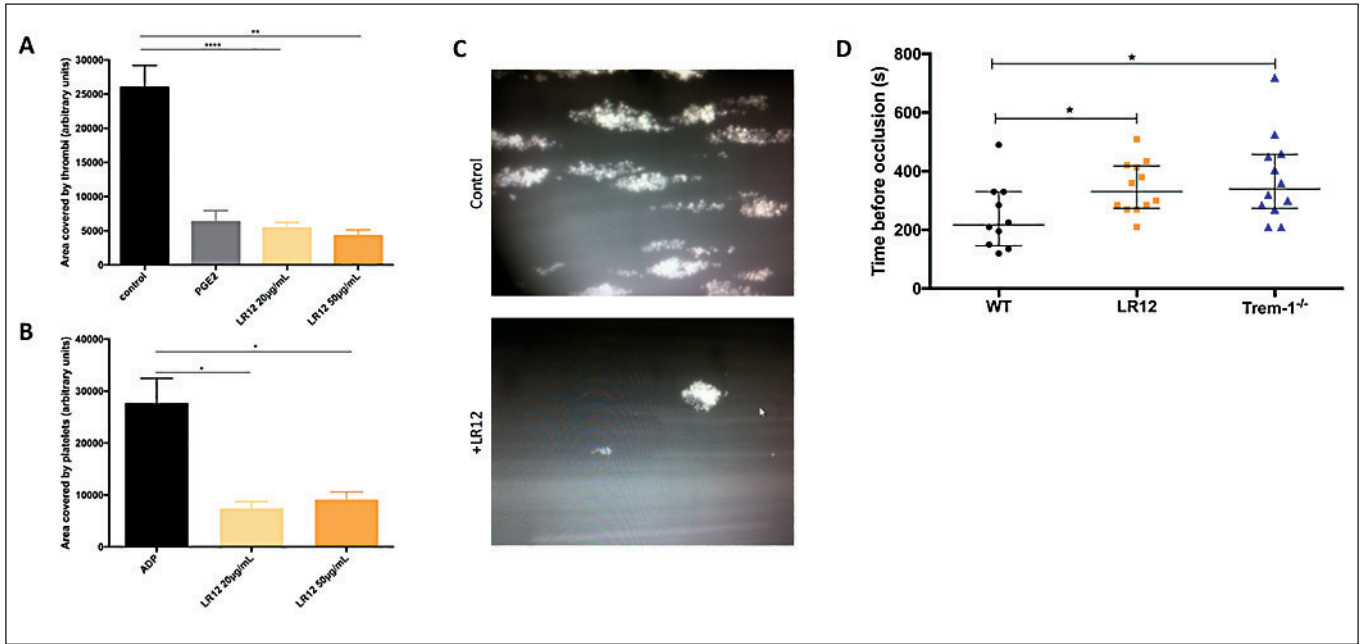 A
Area covered by thrombi (arbitrary units)
30000
25000
20000
15000
10000
5000
0
**
****
control
PGE2
LR12 20µg/mL
LR12 50µg/mL
B
Area covered by platelets (arbitrary units)
40000
30000
20000
10000
0
*
*
ADP
LR12 20µg/mL
LR12 50µg/mL
C
Control
+LR12
D
Time before occlusion (s)
800
600
400
200
0
*
*
WT
LR12
Trem-1-/-